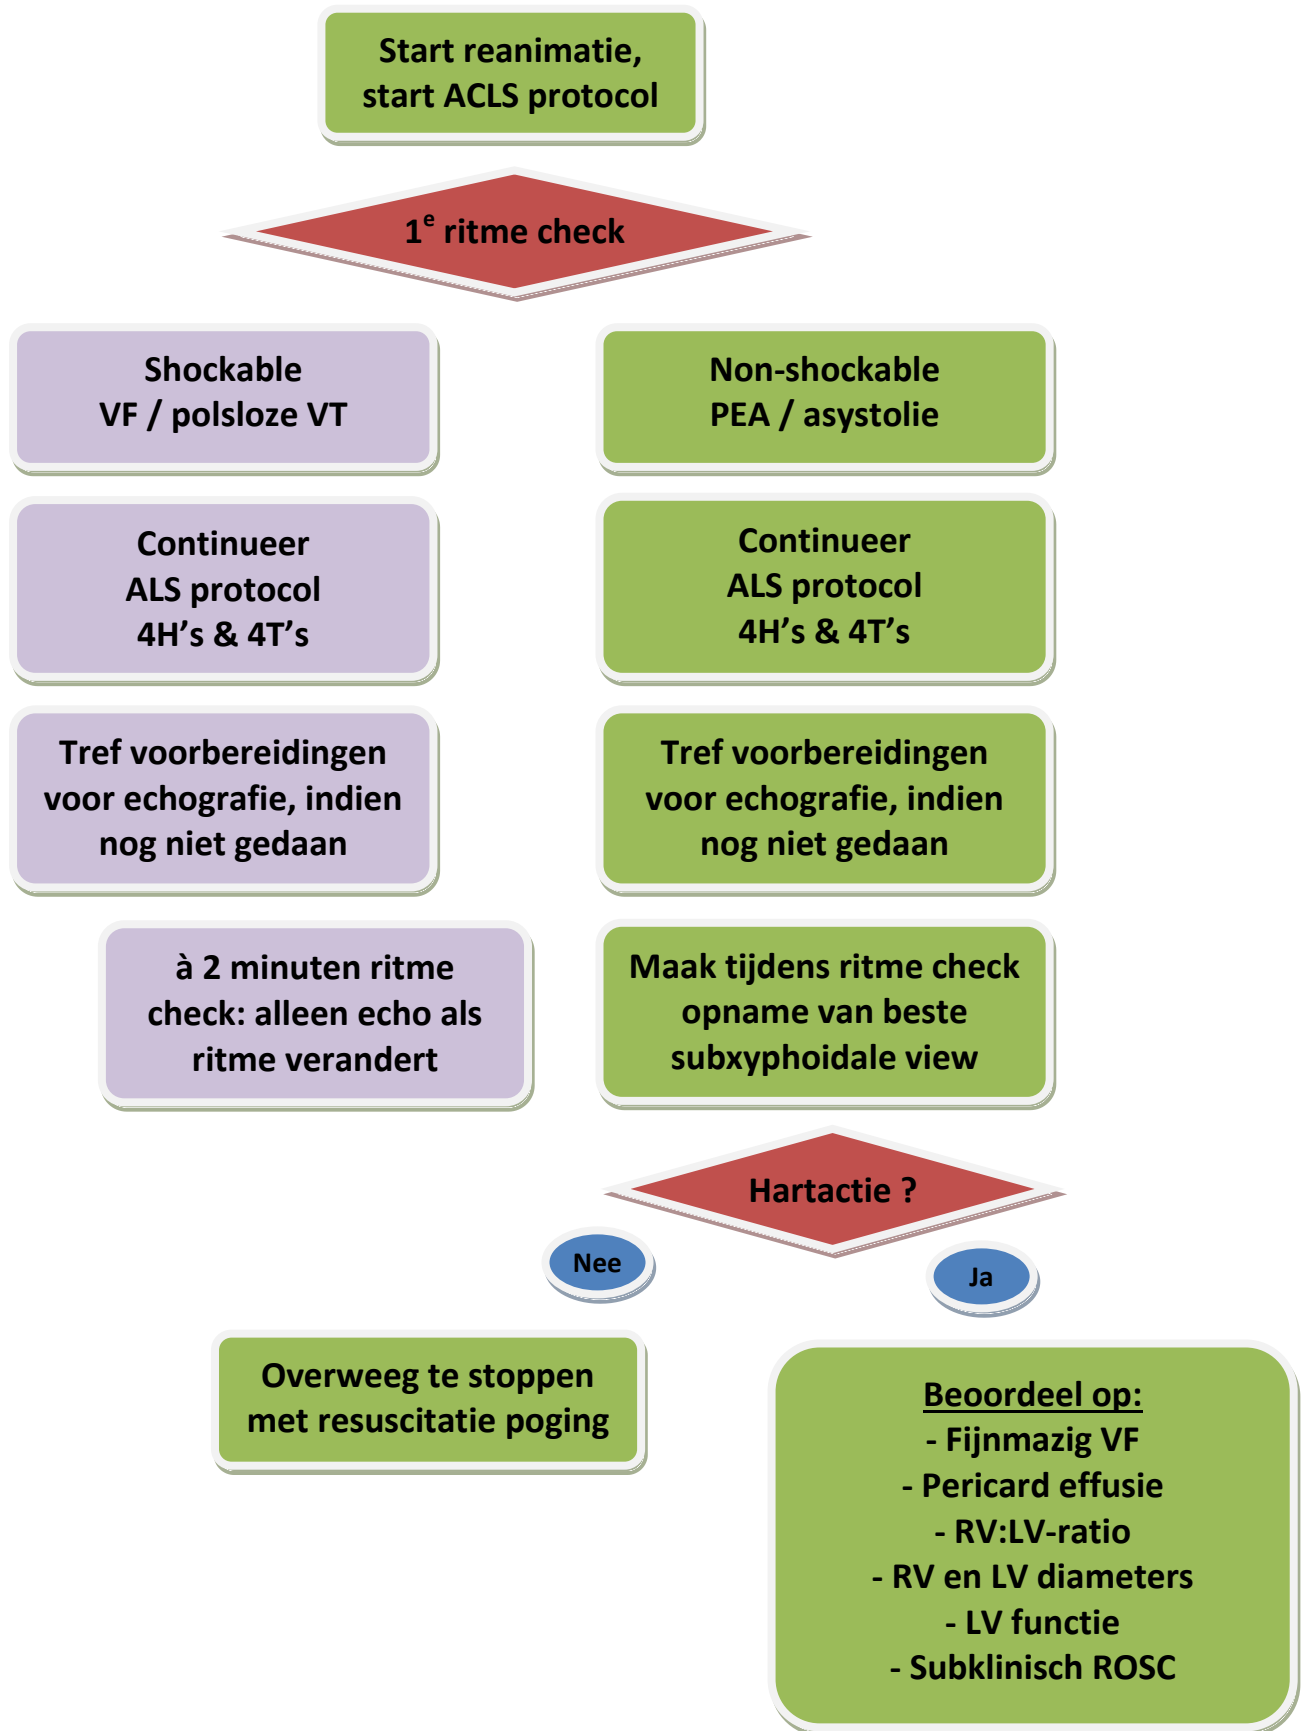 Start reanimatie,
start ACLS protocol
1e ritme check
Shockable
VF / polsloze VT
Non-shockable
PEA / asystolie
Continueer
ALS protocol
4H’s & 4T’s
Continueer
ALS protocol
4H’s & 4T’s
Tref voorbereidingen
voor echografie, indien
nog niet gedaan
Tref voorbereidingen
voor echografie, indien
nog niet gedaan
à 2 minuten ritme
check: alleen echo als
ritme verandert
Maak tijdens ritme check
opname van beste
subxyphoidale view
Hartactie ?
Nee
Ja
Overweeg te stoppen
met resuscitatie poging
Beoordeel op:
- Fijnmazig VF
- Pericard effusie
- RV:LV-ratio
- RV en LV diameters
- LV functie
- Subklinisch ROSC